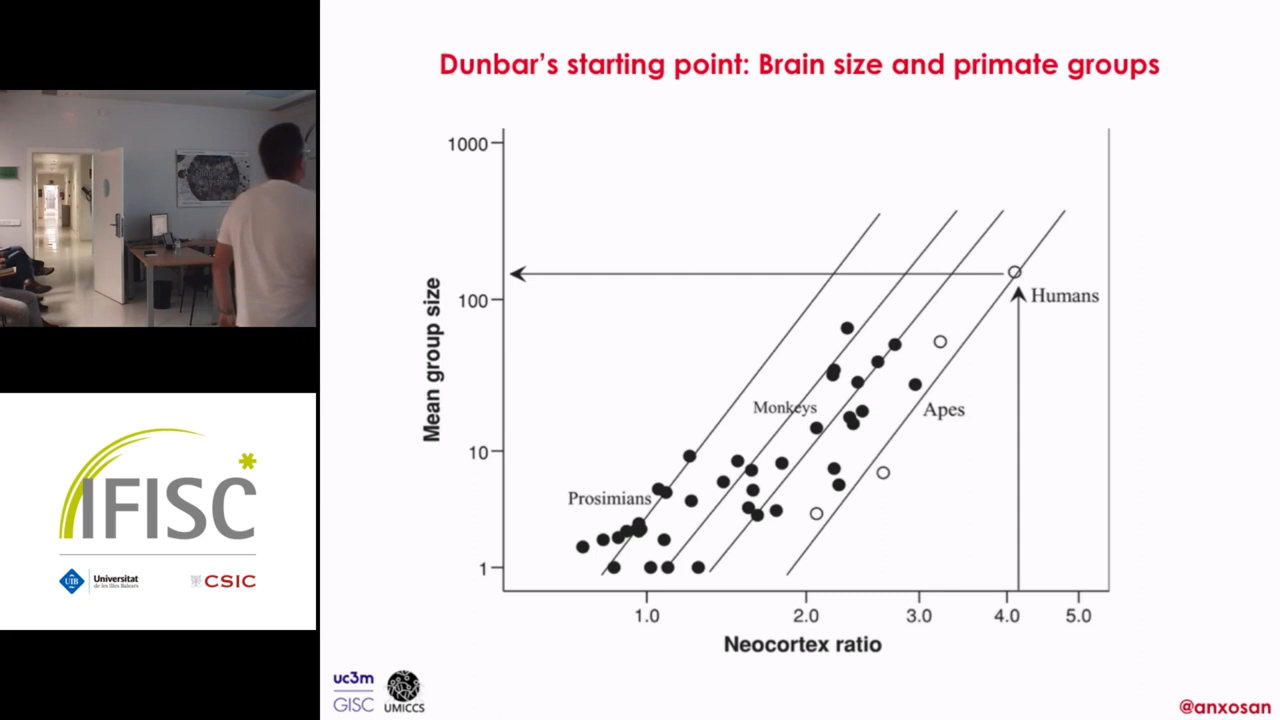 Dunbar's starting point: Brain size and primate groups
1000
100
10
1
Mean group size
Prosimians
Monkeys
Apes
Humans
1.0
2.0
3.0
4.0
5.0
Neocortex ratio
IFISC
UIB
Universitat
de les Illes Balears
CSIC
uc3m
GISC
UMICCS
@anxosan